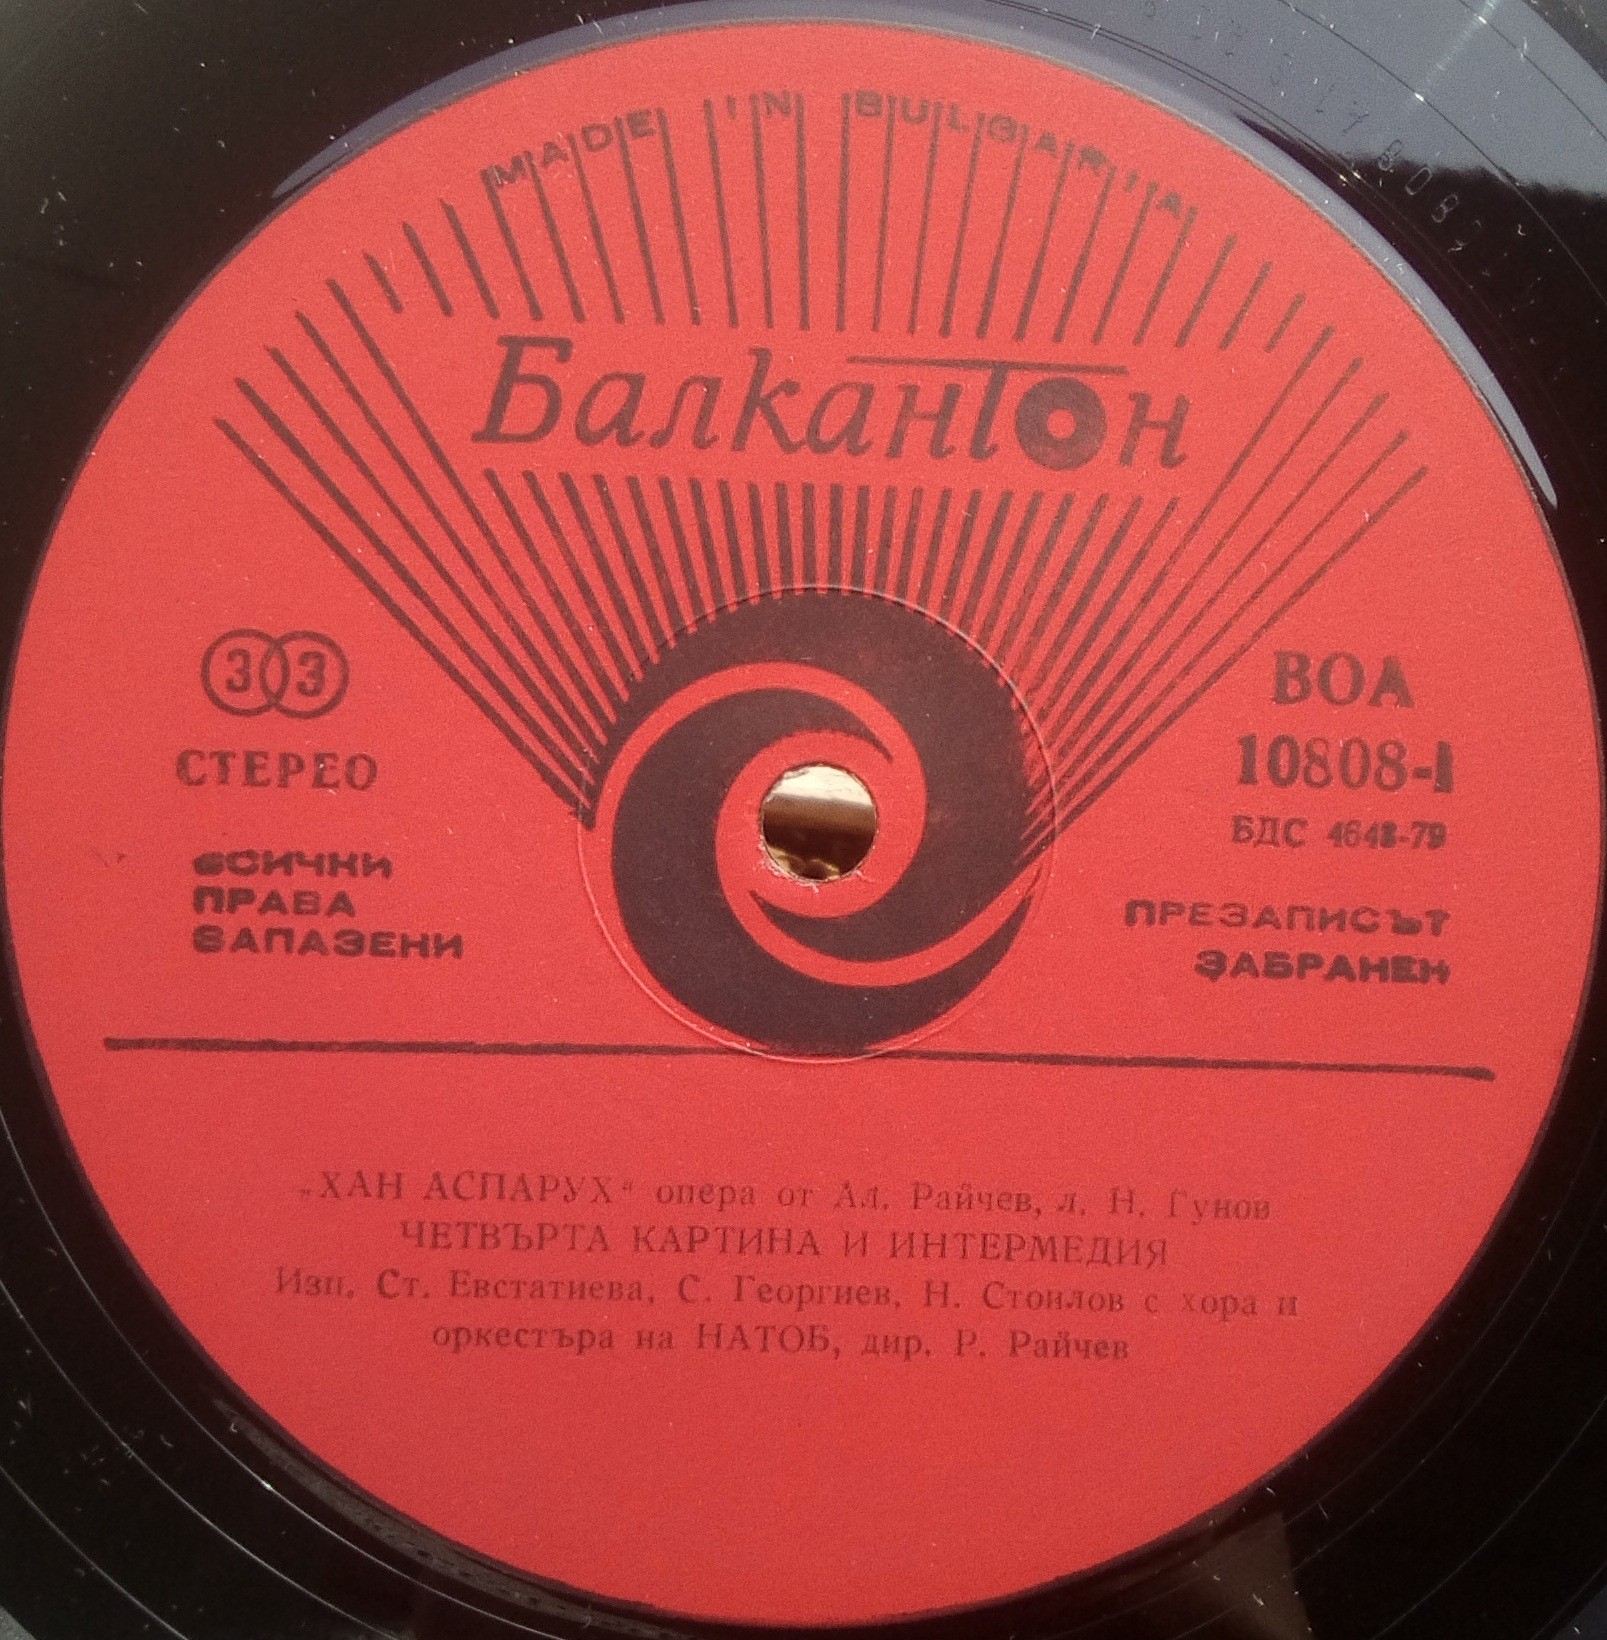 MADE IN BULGARIA
Балкантон
33
СТЕРЕО
ВСИЧКИ
ПРАВА
ЗАПАЗЕНИ
ВОА
10808-I
БДС 4648-79
ПРЕЗАПИСЪТ
ЗАБРАНЕН
„ХАН АСПАРУХ“ опера от Ал. Райчев, л. Н. Гунов
ЧЕТВЪРТА КАРТИНА И ИНТЕРМЕДИЯ
Изп. Ст. Евстатиева, С. Георгиев, Н. Стоилов с хора и
оркестъра на НАТОБ, дир. Р. Райчев